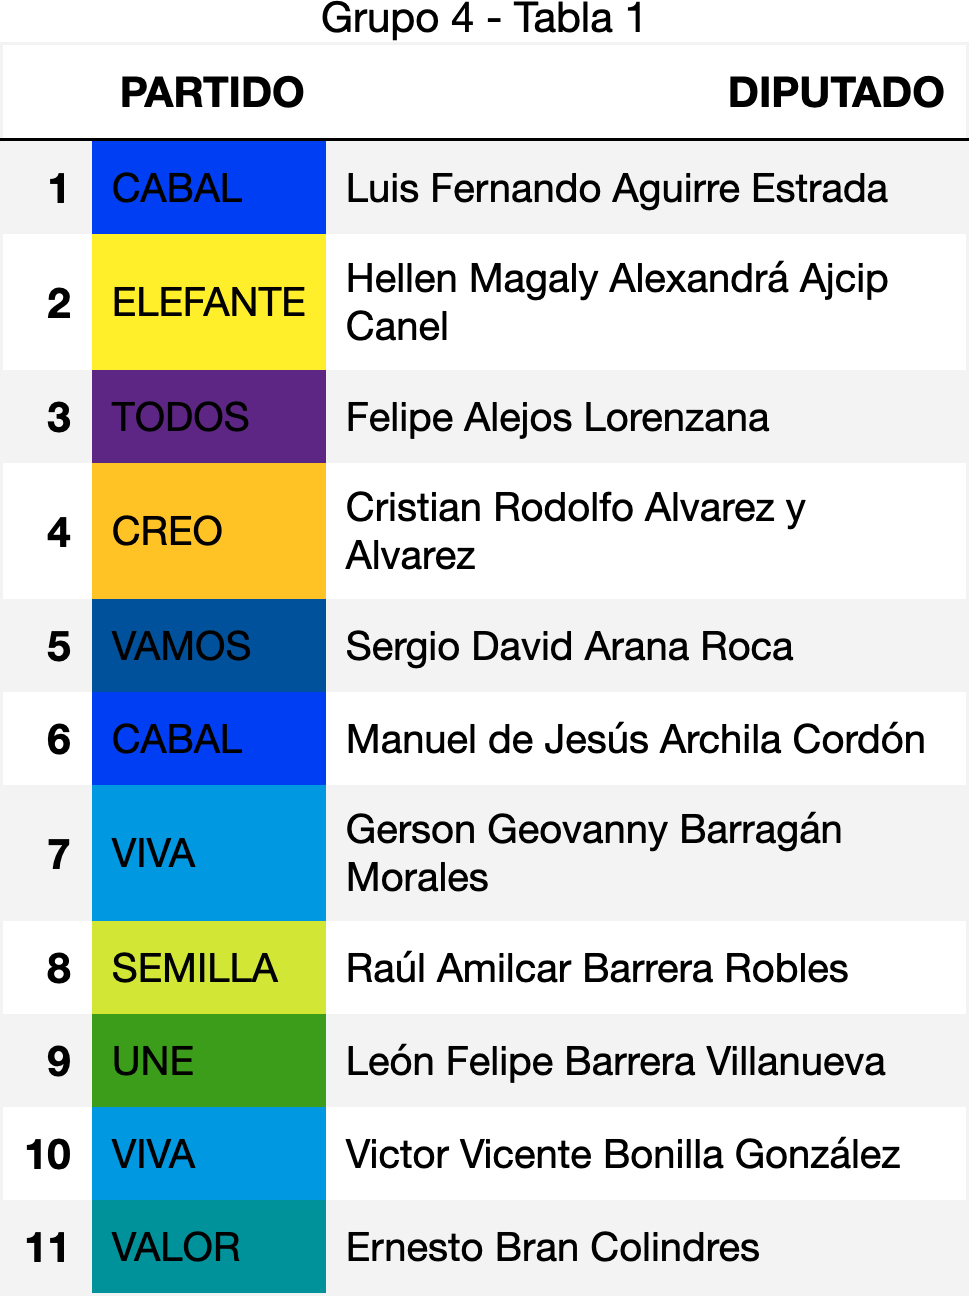 Grupo 4 - Tabla 1
PARTIDO DIPUTADO
1 CABAL Luis Fernando Aguirre Estrada
2 ELEFANTE Hellen Magaly Alexandrá Ajcip
Canel
3 TODOS Felipe Alejos Lorenzana
4 CREO Cristian Rodolfo Alvarez y
Alvarez
5 VAMOS Sergio David Arana Roca
6 CABAL Manuel de Jesús Archila Cordón
7 VIVA Gerson Geovanny Barragán
Morales
8 SEMILLA Raúl Amilcar Barrera Robles
9 UNE León Felipe Barrera Villanueva
10 VIVA Victor Vicente Bonilla González
11 VALOR Ernesto Bran Colindres